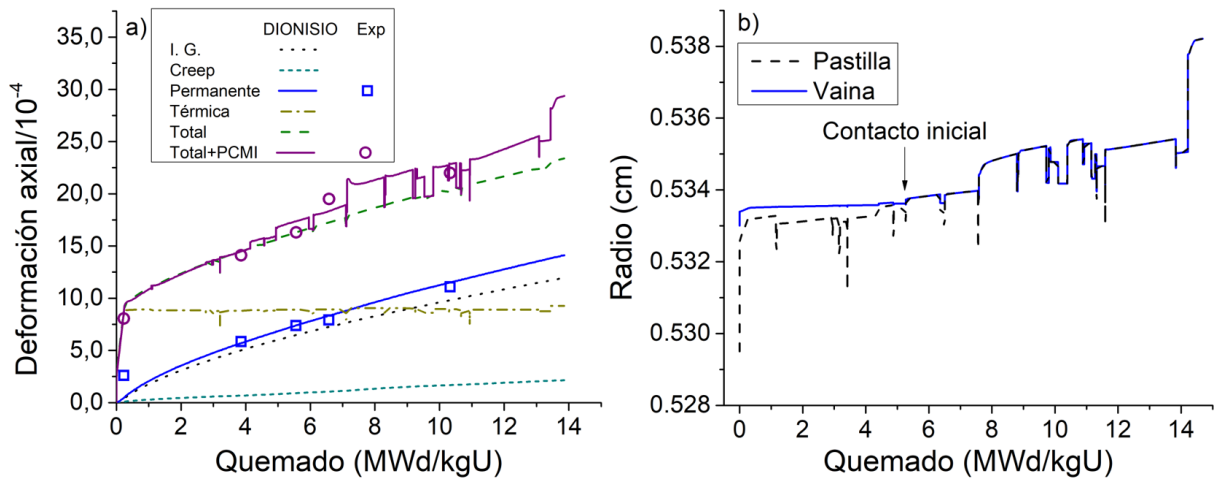 a)
DIONISIO Exp
I. G.
Creep
Permanente
Térmica
Total
Total+PCMI
35,0
30,0
25,0
20,0
15,0
10,0
5,0
0,0
Deformación axial/10⁻⁴
0 2 4 6 8 10 12 14
Quemado (MWd/kgU)
b)
Pastilla
Vaina
Contacto inicial
0.538
0.536
0.534
0.532
0.530
0.528
Radio (cm)
0 2 4 6 8 10 12 14
Quemado (MWd/kgU)